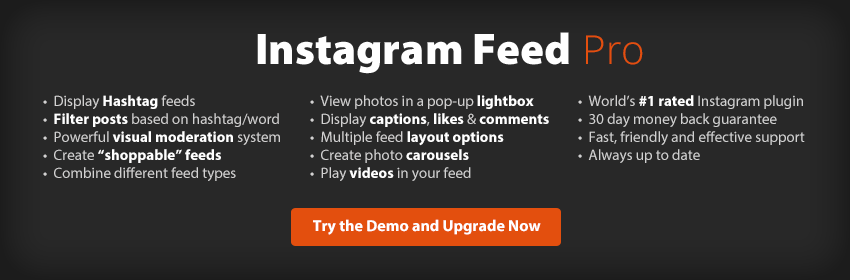 Instagram Feed Pro
• Display Hashtag feeds
• Filter posts based on hashtag/word
• Powerful visual moderation system
• Create “shoppable” feeds
• Combine different feed types
• View photos in a pop-up lightbox
• Display captions, likes & comments
• Multiple feed layout options
• Create photo carousels
• Play videos in your feed
• World's #1 rated Instagram plugin
• 30 day money back guarantee
• Fast, friendly and effective support
• Always up to date
Try the Demo and Upgrade Now